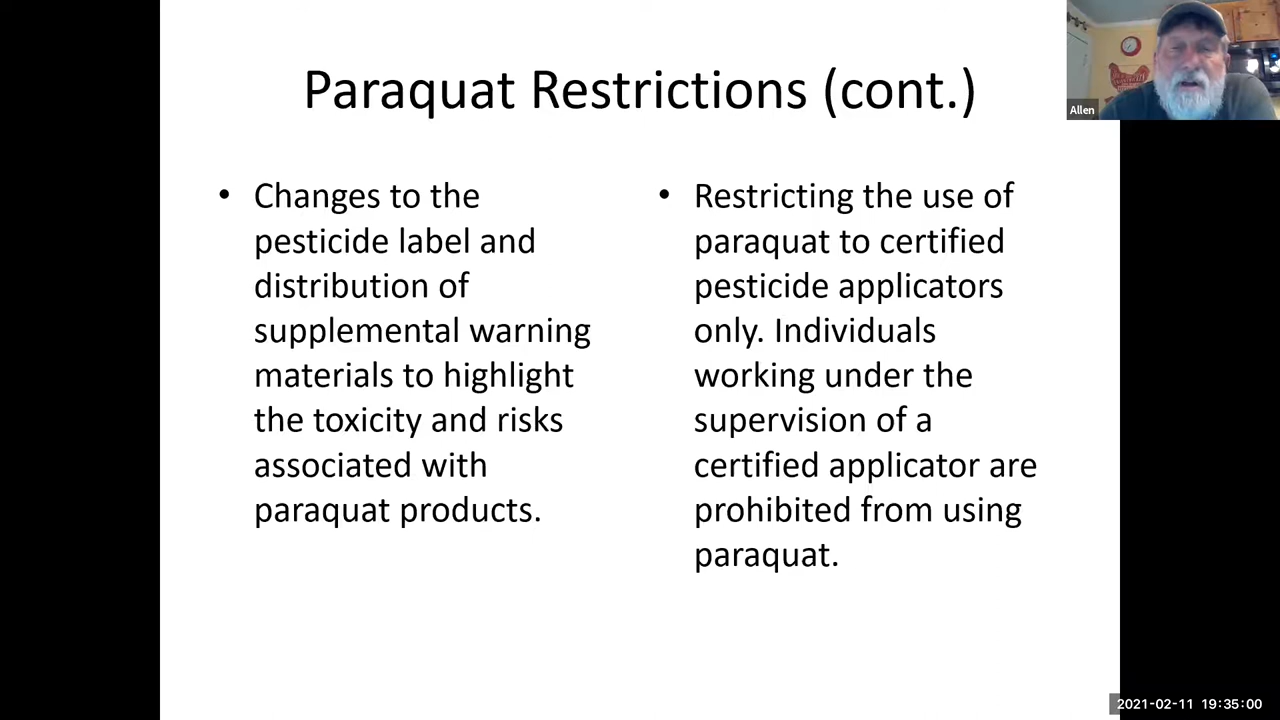 Paraquat Restrictions (cont.)
• Changes to the
pesticide label and
distribution of
supplemental warning
materials to highlight
the toxicity and risks
associated with
paraquat products.
• Restricting the use of
paraquat to certified
pesticide applicators
only. Individuals
working under the
supervision of a
certified applicator are
prohibited from using
paraquat.
Allen
2021-02-11 19:35:00